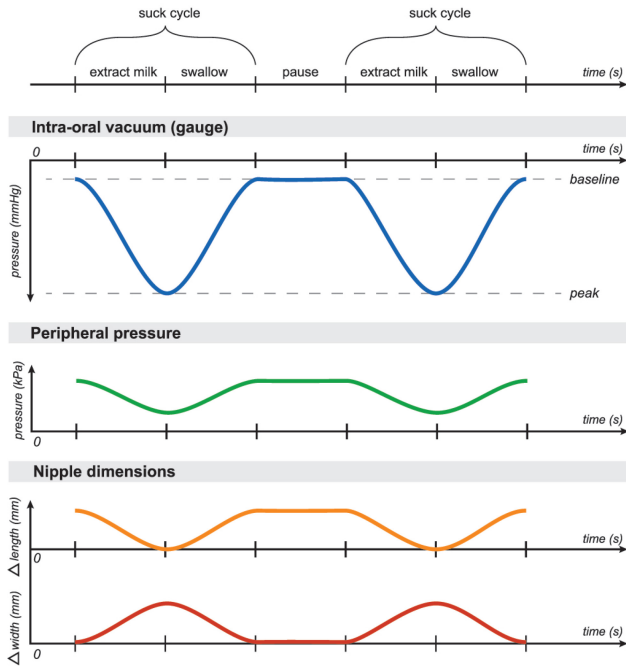 suck cycle
suck cycle
extract milk
swallow
pause
extract milk
swallow
time (s)
Intra-oral vacuum (gauge)
0
time (s)
baseline
pressure (mmHg)
peak
Peripheral pressure
pressure (kPa)
0
time (s)
Nipple dimensions
Δ length (mm)
0
time (s)
Δ width (mm)
0
time (s)